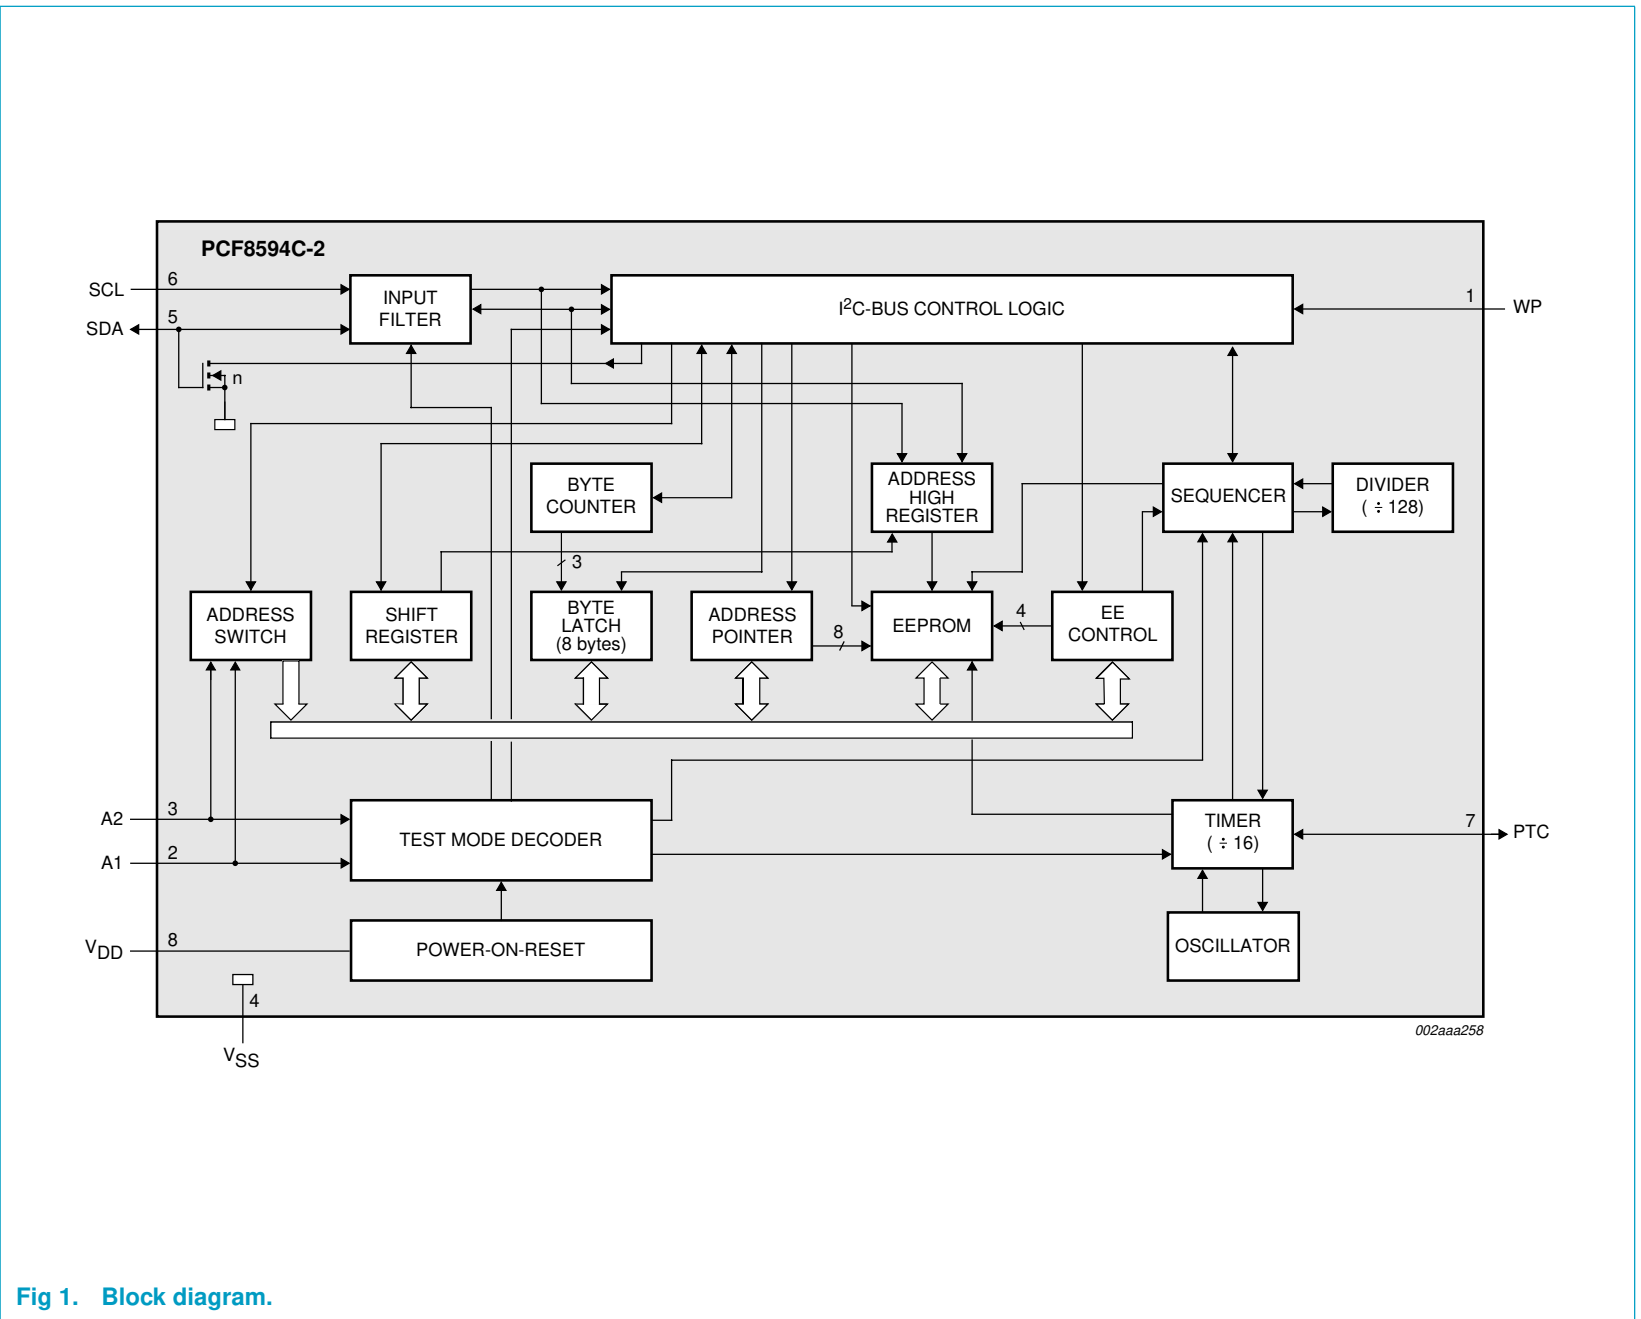 PCF8594C-2
SCL
6
INPUT
FILTER
I²C-BUS CONTROL LOGIC
1
WP
SDA
5
n
BYTE
COUNTER
ADDRESS
HIGH
REGISTER
SEQUENCER
DIVIDER
( ÷ 128)
3
ADDRESS
SWITCH
SHIFT
REGISTER
BYTE
LATCH
(8 bytes)
ADDRESS
POINTER
8
EEPROM
4
EE
CONTROL
A2
3
A1
2
TEST MODE DECODER
TIMER
( ÷ 16)
7
PTC
VDD
8
POWER-ON-RESET
OSCILLATOR
4
VSS
002aaa258
Fig 1. Block diagram.